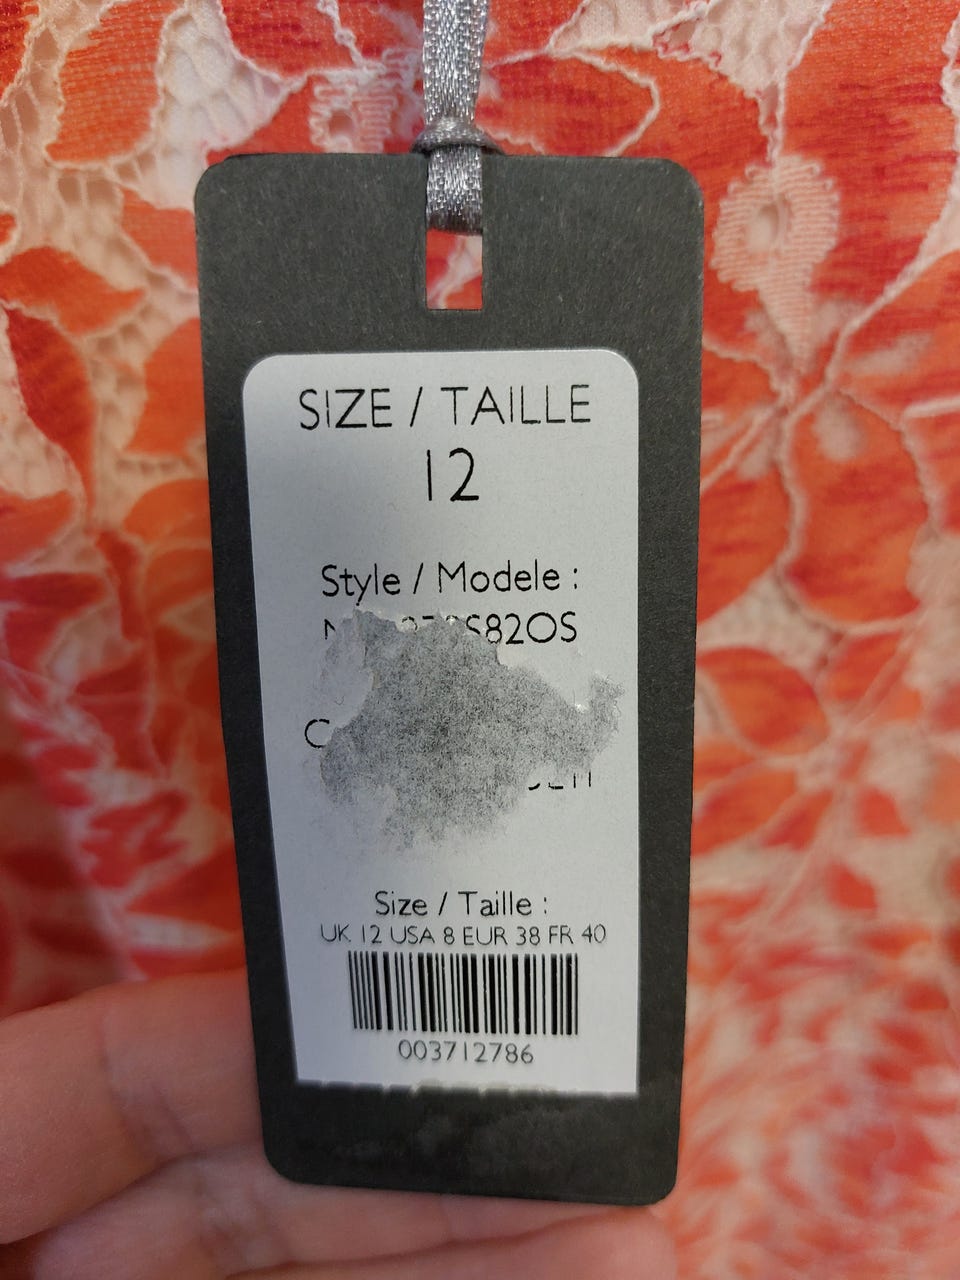 SIZE / TAILLE
12
Style / Modele :
Size / Taille :
UK 12 USA 8 EUR 38 FR 40
003712786